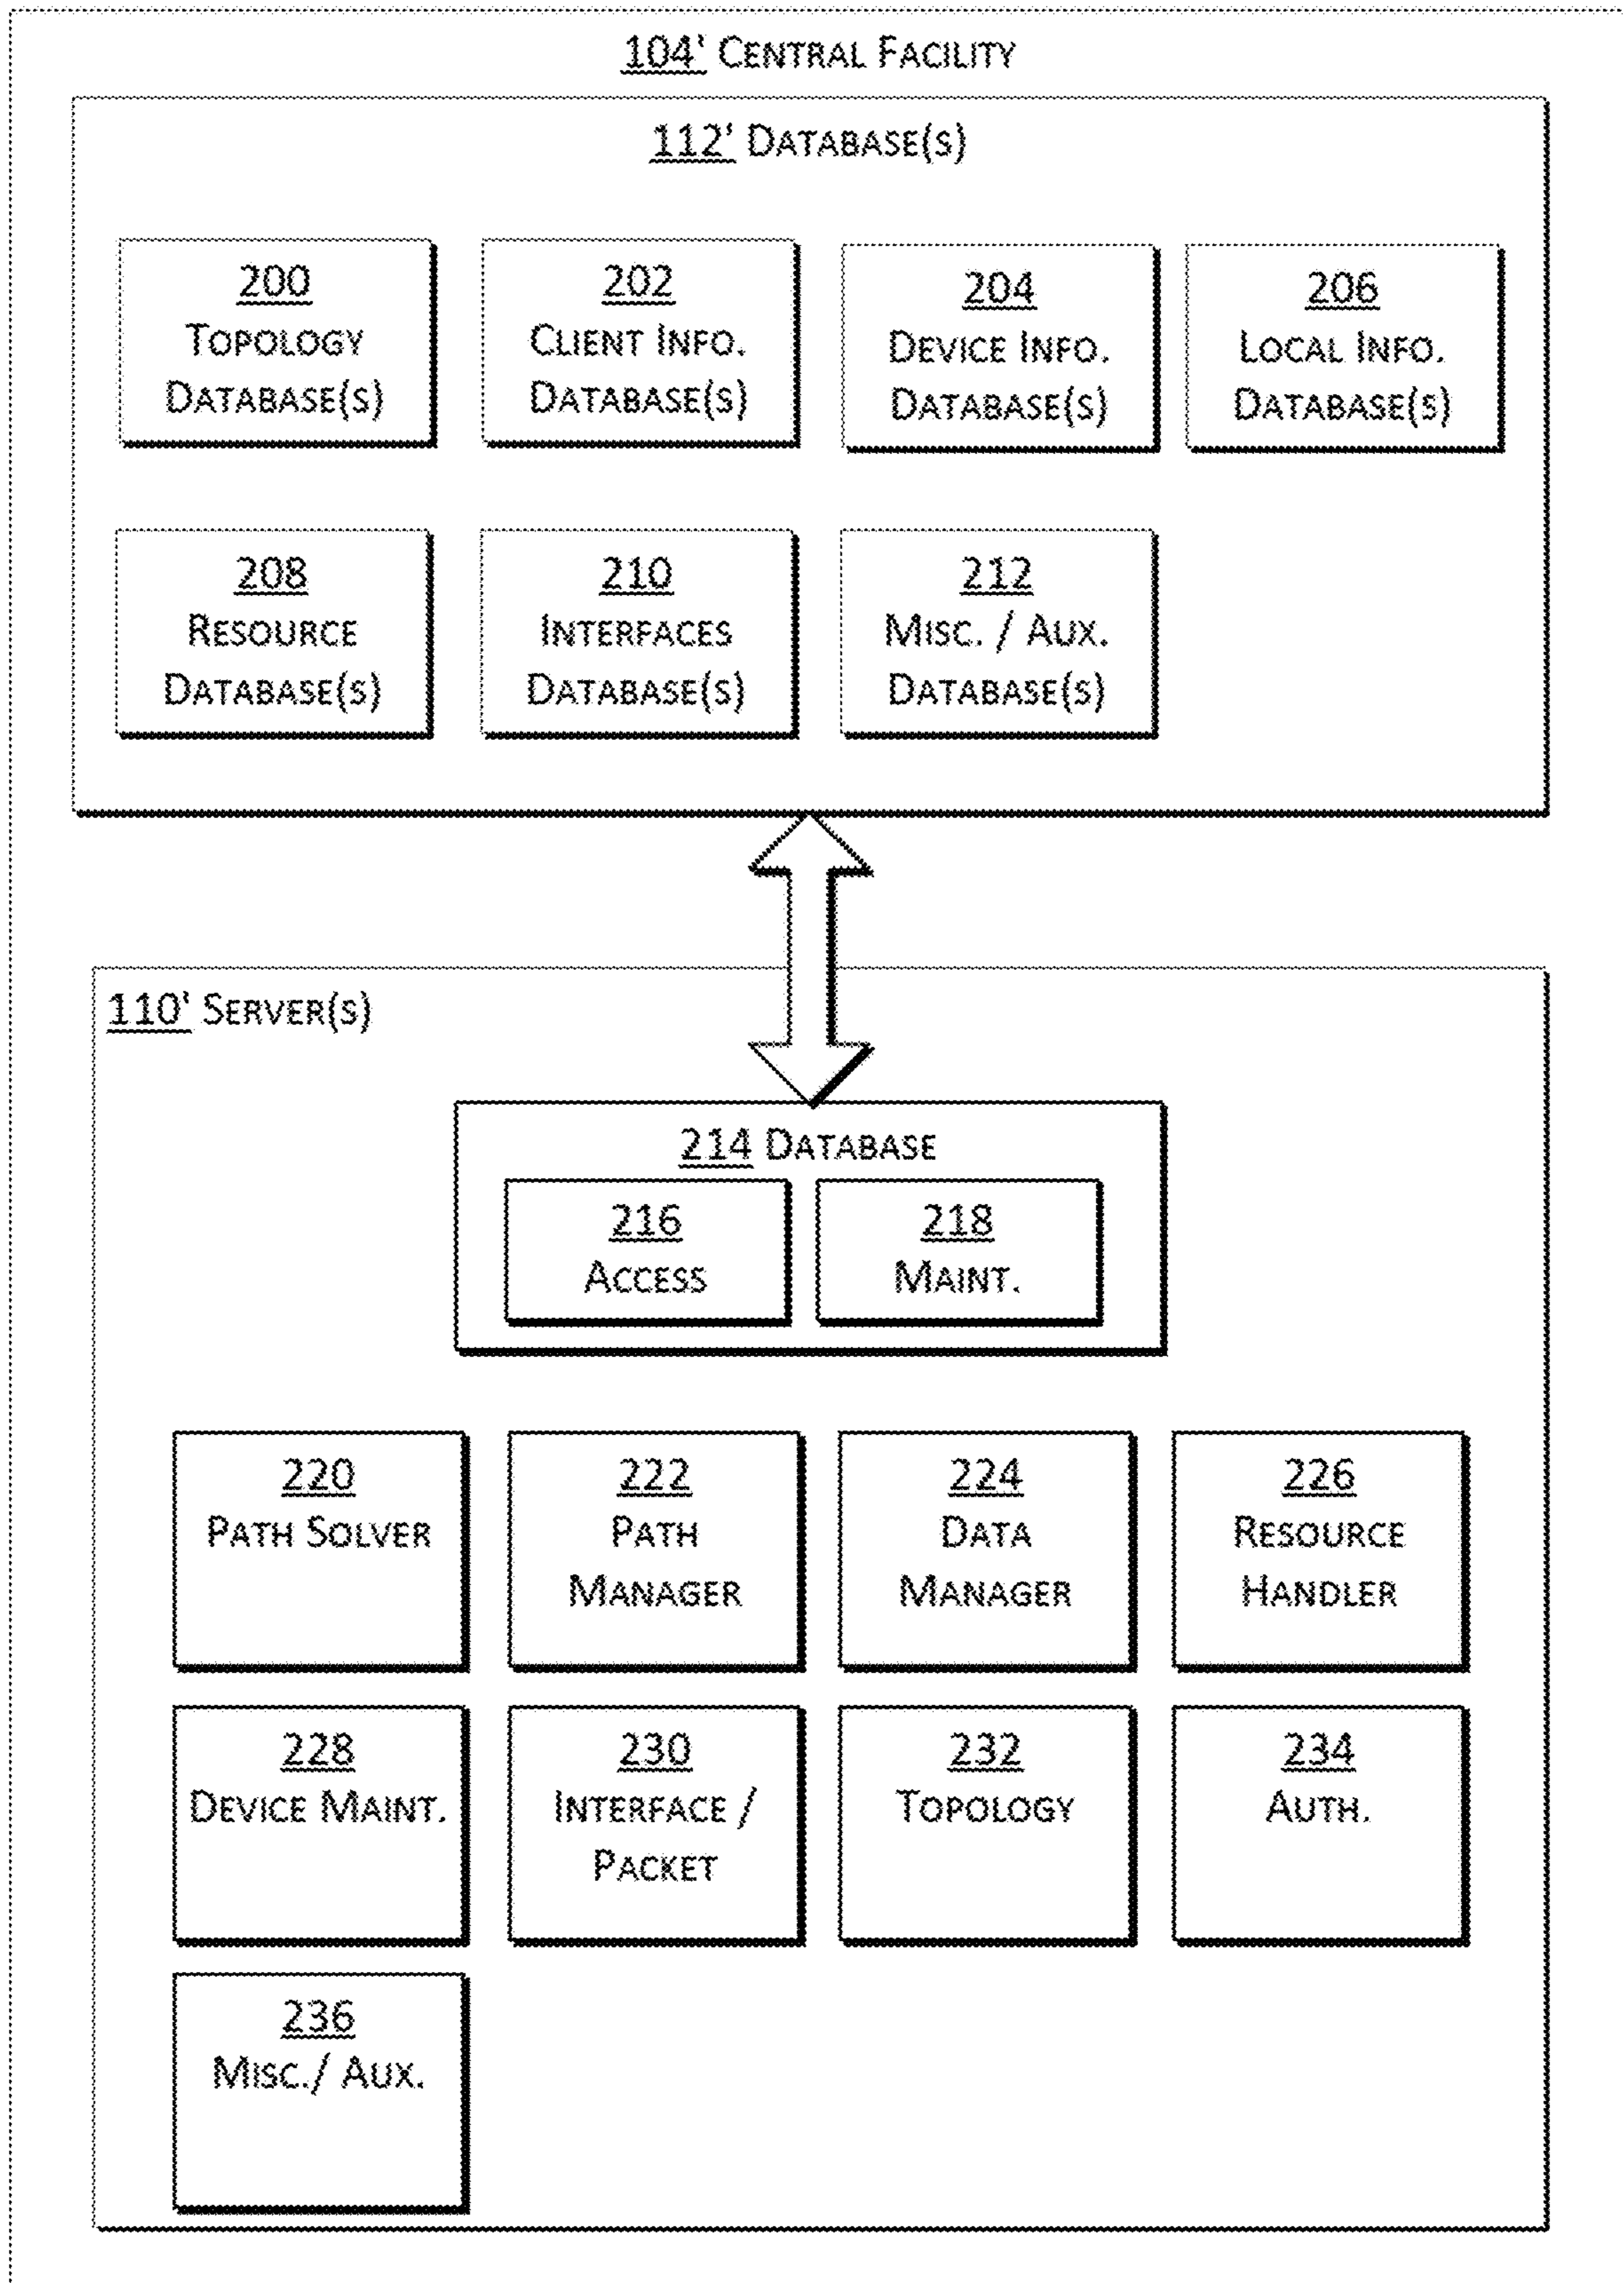 104' CENTRAL FACILITY
112' DATABASE(S)
200
TOPOLOGY
DATABASE(S)
202
CLIENT INFO.
DATABASE(S)
204
DEVICE INFO.
DATABASE(S)
206
LOCAL INFO.
DATABASE(S)
208
RESOURCE
DATABASE(S)
210
INTERFACES
DATABASE(S)
212
MISC. / AUX.
DATABASE(S)
110' SERVER(S)
214 DATABASE
216
ACCESS
218
MAINT.
220
PATH SOLVER
222
PATH
MANAGER
224
DATA
MANAGER
226
RESOURCE
HANDLER
228
DEVICE MAINT.
230
INTERFACE /
PACKET
232
TOPOLOGY
234
AUTH.
236
MISC./ AUX.